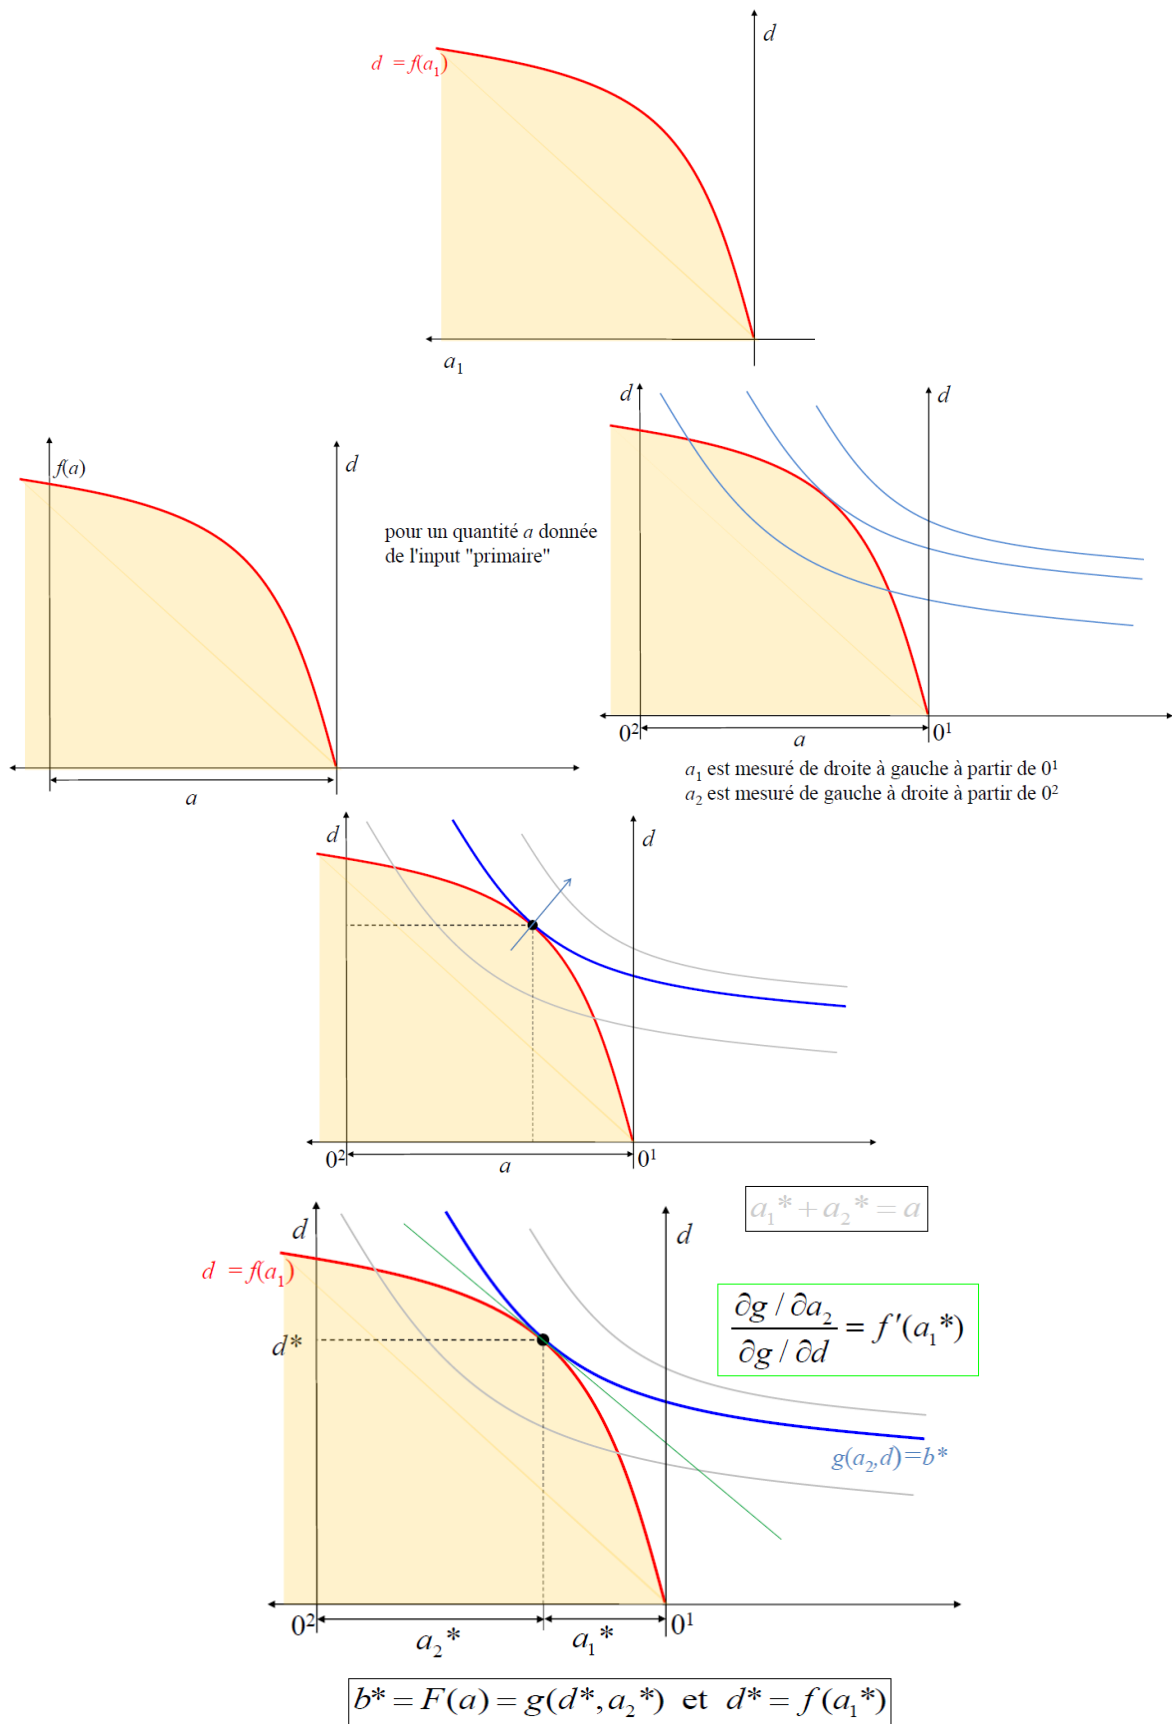 d
d = f(a₁)
a₁
f(a)
d
a
pour un quantité a donnée
de l'input "primaire"
d
d
0²
a
0¹
a₁ est mesuré de droite à gauche à partir de 0¹
a₂ est mesuré de gauche à droite à partir de 0²
d
d
0²
a
0¹
a₁* + a₂* = a
d
d
d = f(a₁)
∂g / ∂a₂
∂g / ∂d
= f'(a₁*)
d*
g(a₂,d)=b*
0²
a₂*
a₁*
0¹
b* = F(a) = g(d*, a₂*) et d* = f(a₁*)